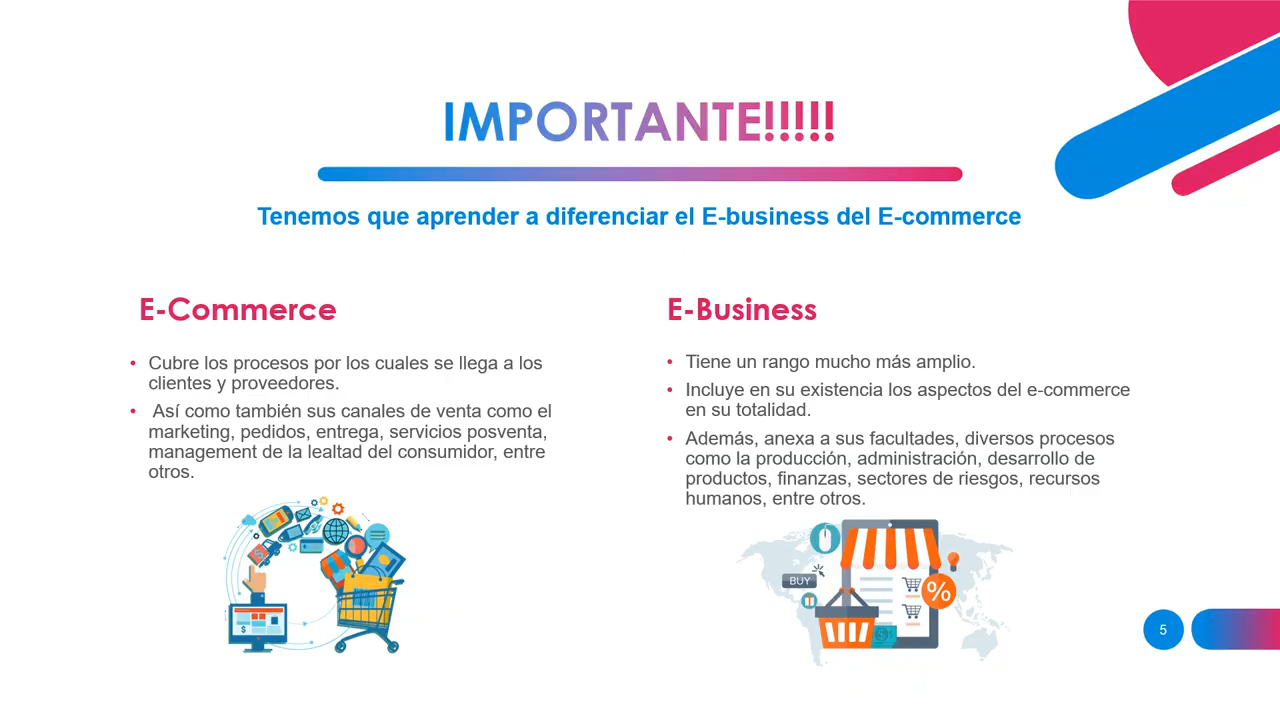 IMPORTANTE!!!!!
Tenemos que aprender a diferenciar el E-business del E-commerce
E-Commerce
• Cubre los procesos por los cuales se llega a los
clientes y proveedores.
• Así como también sus canales de venta como el
marketing, pedidos, entrega, servicios posventa,
management de la lealtad del consumidor, entre
otros.
E-Business
• Tiene un rango mucho más amplio.
• Incluye en su existencia los aspectos del e-commerce
en su totalidad.
• Además, anexa a sus facultades, diversos procesos
como la producción, administración, desarrollo de
productos, finanzas, sectores de riesgos, recursos
humanos, entre otros.
BUY
%
5